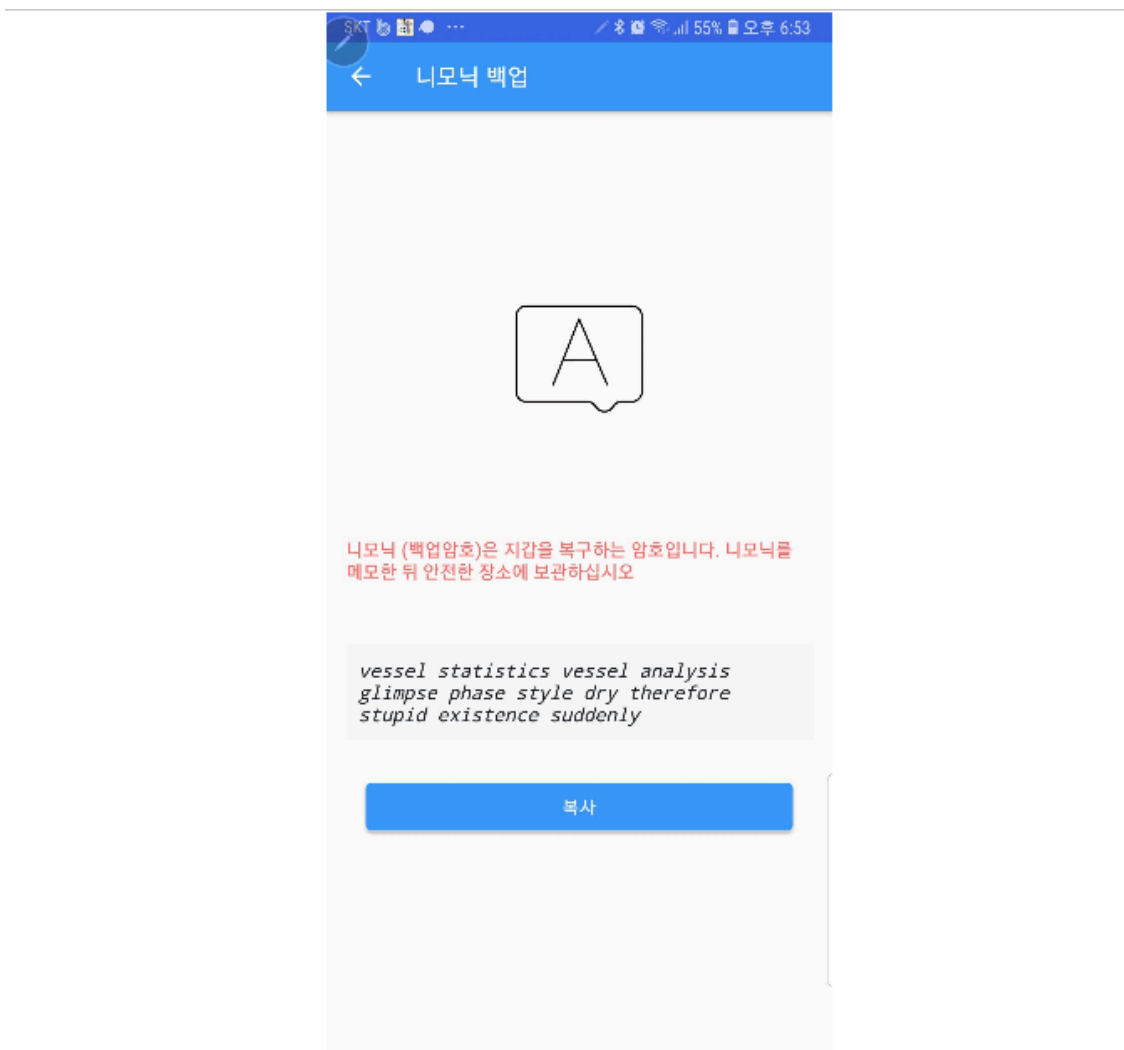 SKT ... 55% 오후 6:53
← 니모닉 백업
A
니모닉 (백업암호)은 지갑을 복구하는 암호입니다. 니모닉를
메모한 뒤 안전한 장소에 보관하십시오
vessel statistics vessel analysis
glimpse phase style dry therefore
stupid existence suddenly
복사